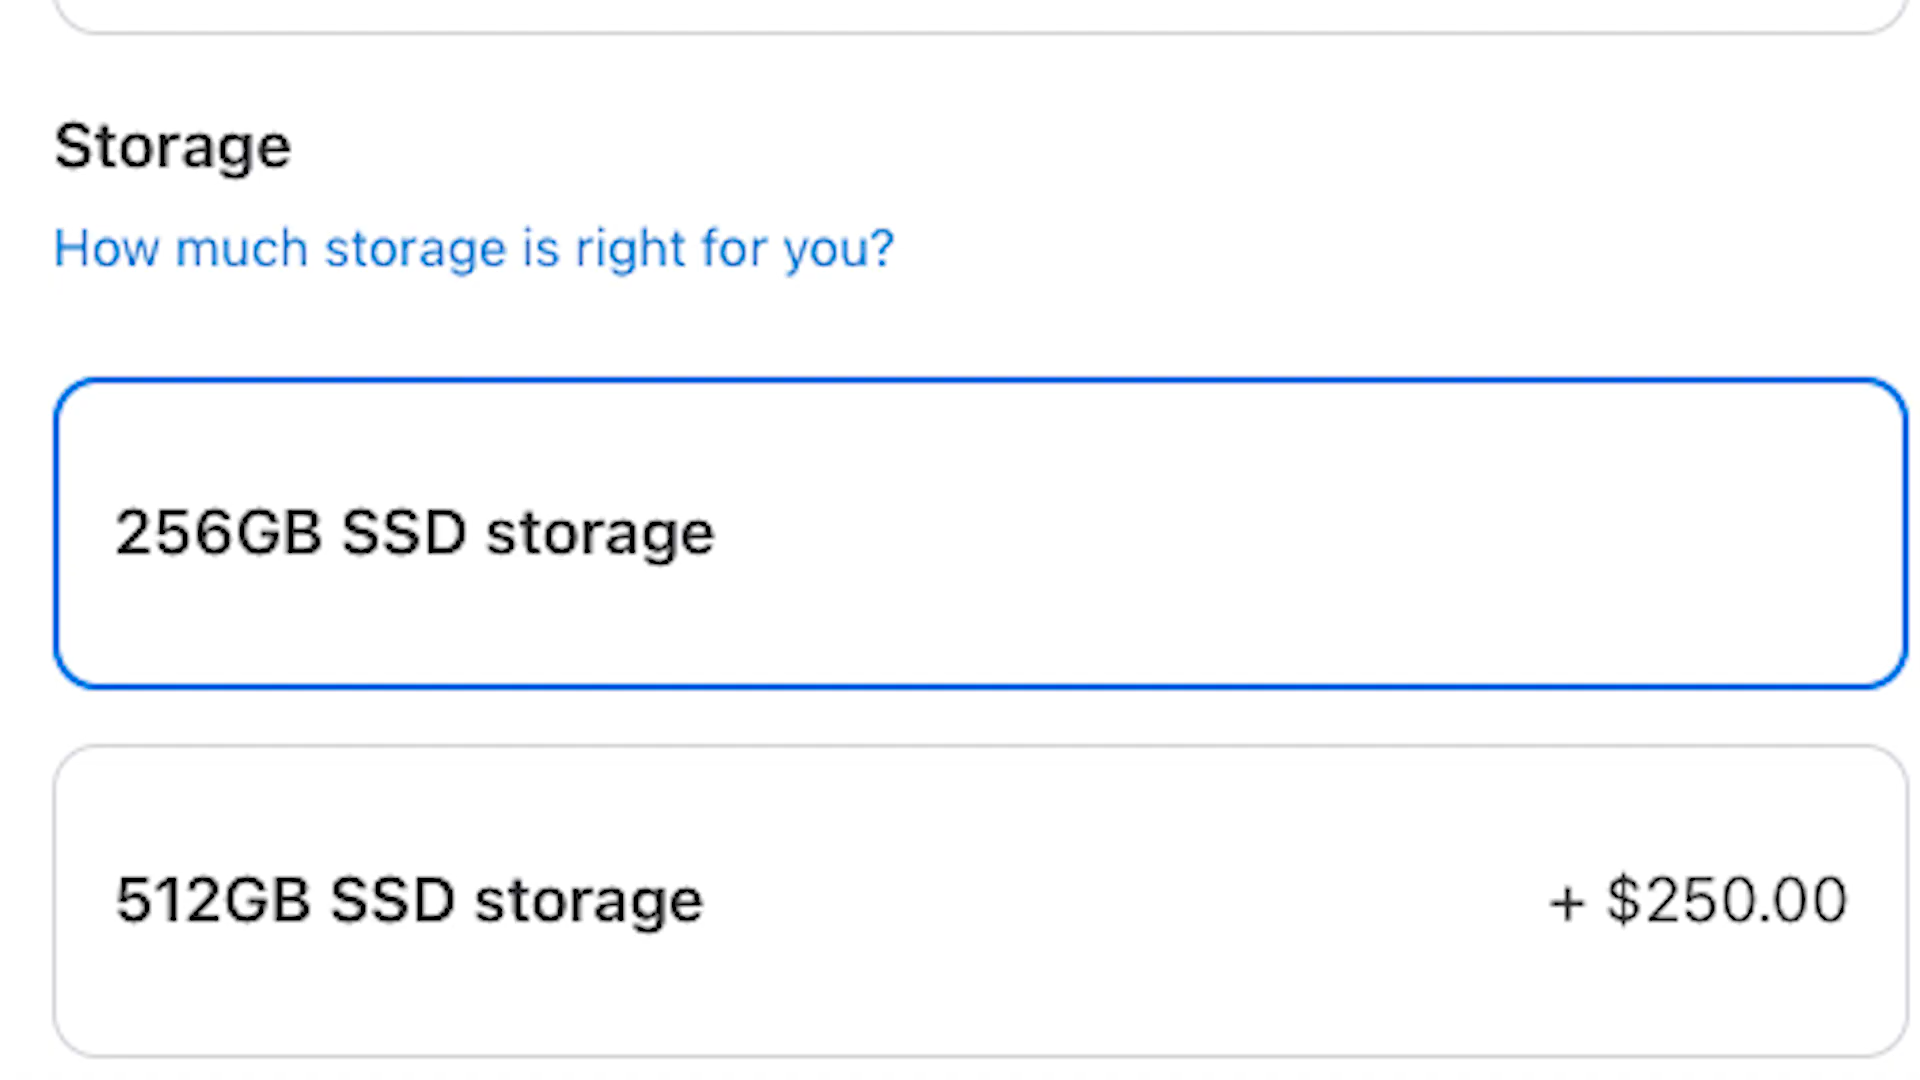 Storage
How much storage is right for you?
256GB SSD storage
512GB SSD storage + $250.00